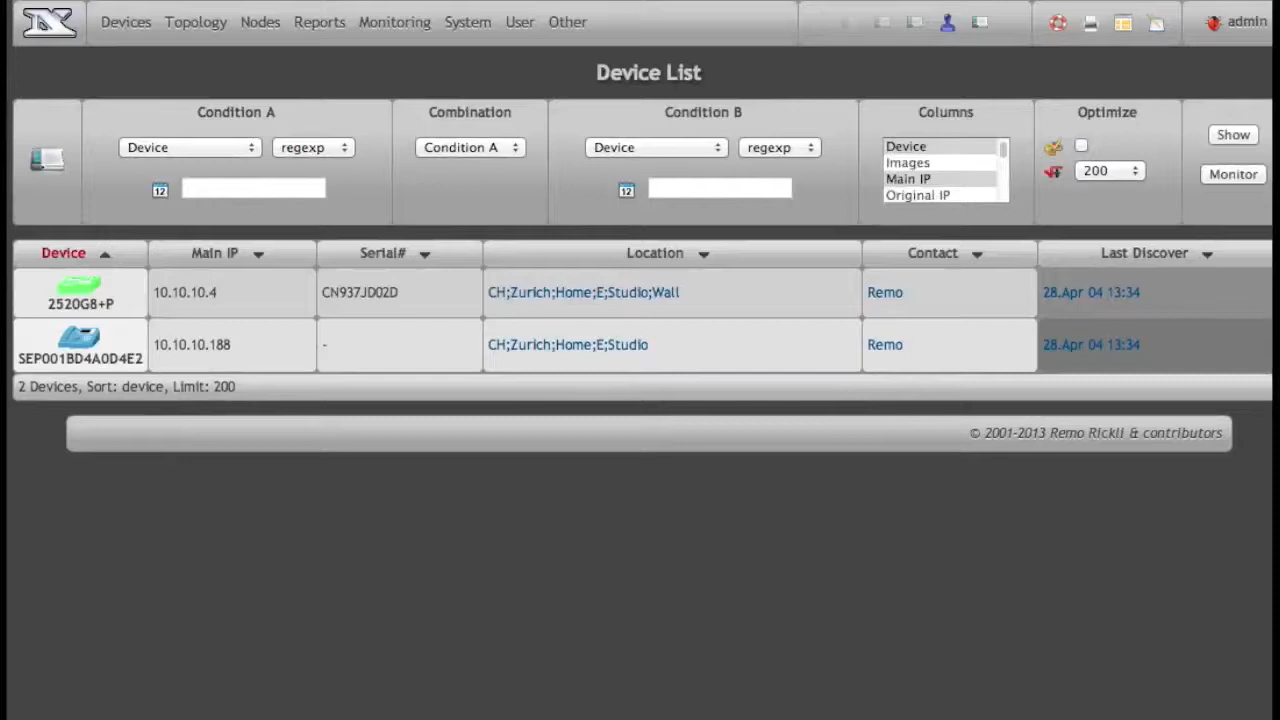 Devices Topology Nodes Reports Monitoring System User Other admin
Device List
Condition A Combination Condition B Columns Optimize
Device regexp Condition A Device regexp Device Show
Images
Main IP 200 Monitor
12 12 Original IP
Device Main IP Serial# Location Contact Last Discover
2520G8+P 10.10.10.4 CN937JD02D CH;Zurich;Home;E;Studio;Wall Remo 28.Apr 04 13:34
SEP001BD4A0D4E2 10.10.10.188 - CH;Zurich;Home;E;Studio Remo 28.Apr 04 13:34
2 Devices, Sort: device, Limit: 200
© 2001-2013 Remo Rickli & contributors